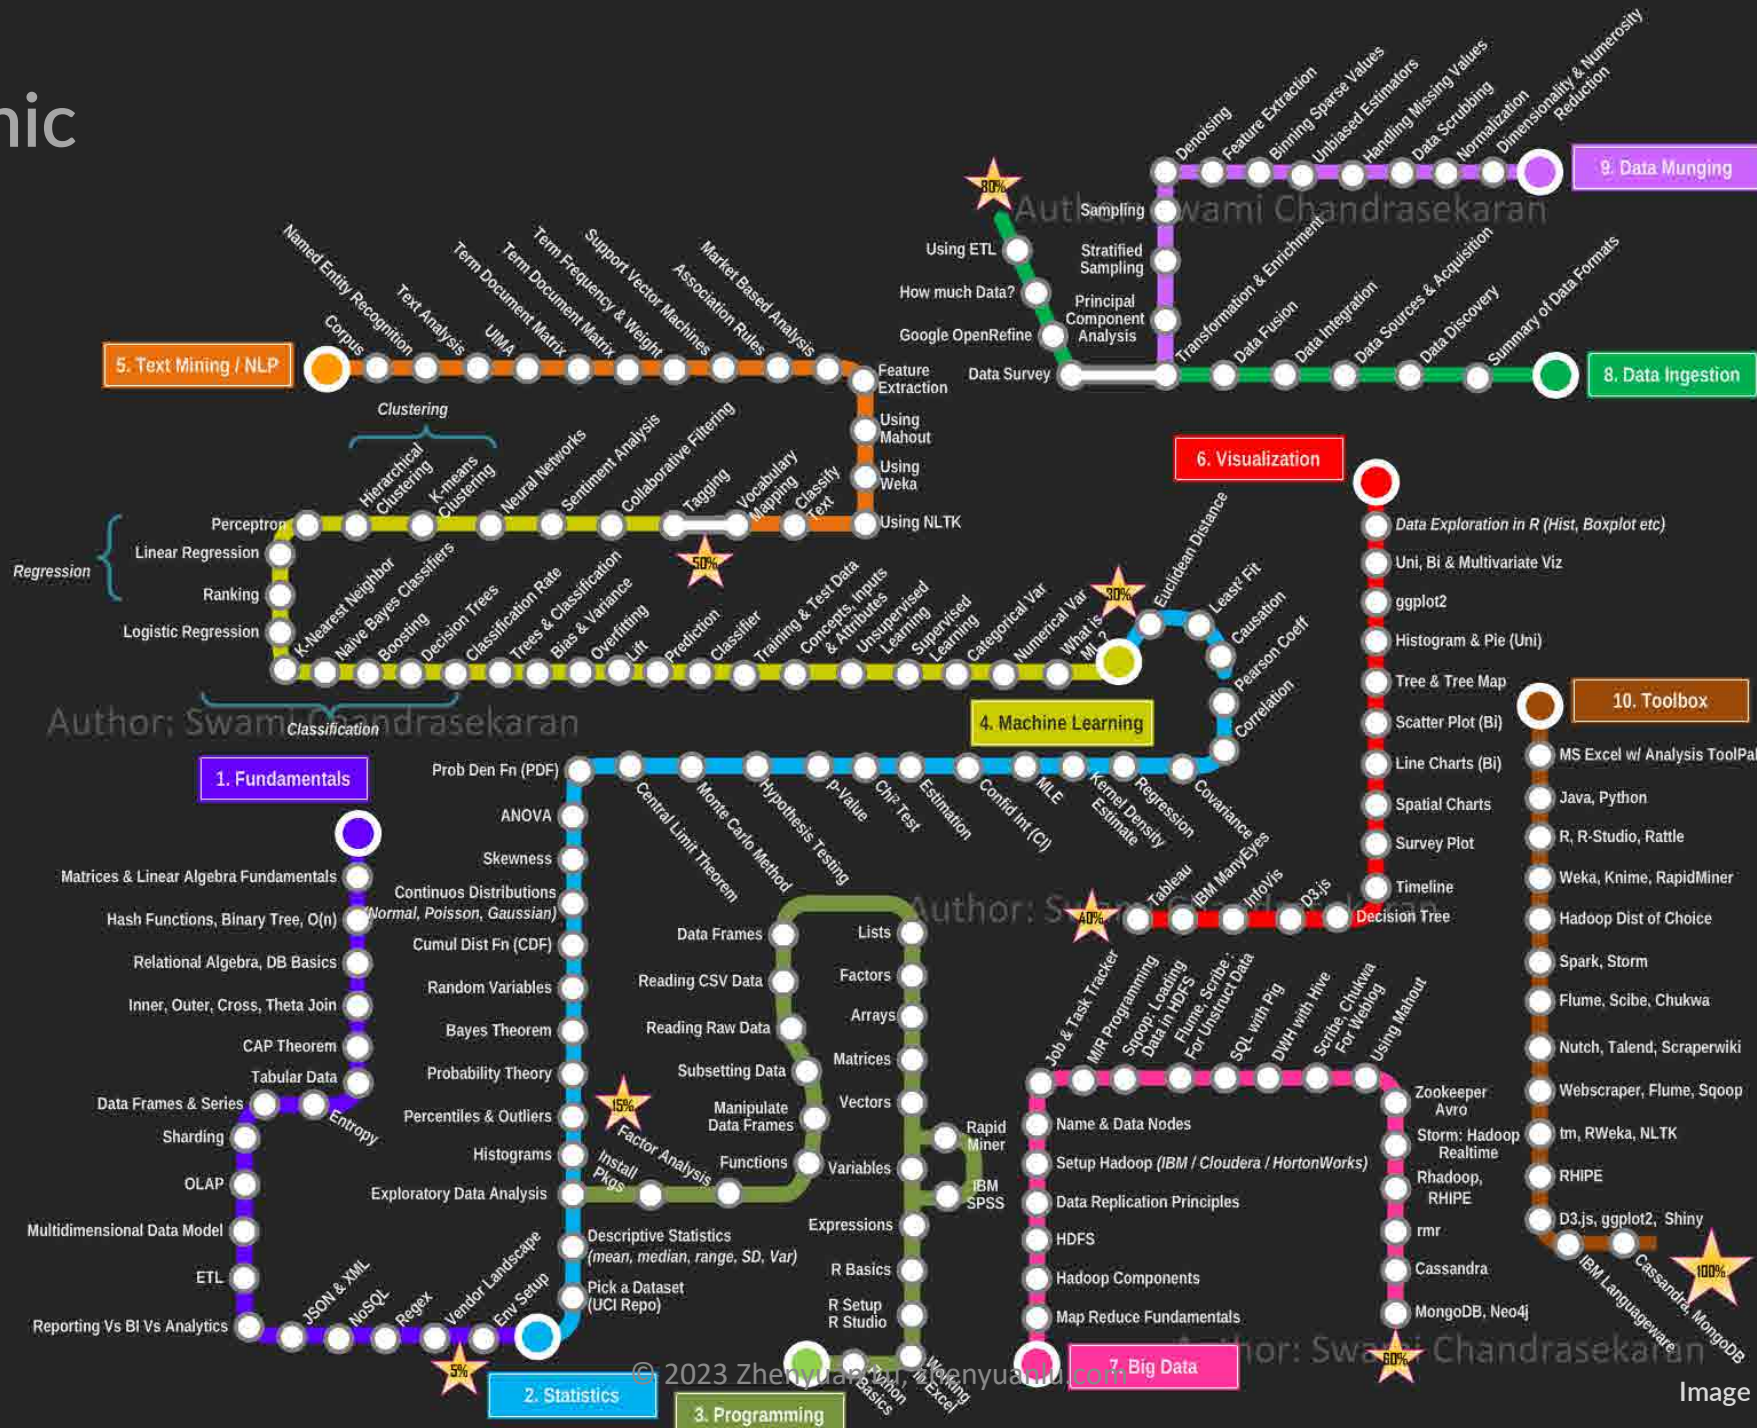 nic
9. Data Munging
Denoising
Feature Extraction
Binning Sparse Values
Unbiased Estimators
Handling Missing Values
Data Scrubbing
Normalization
Dimensionality & Numerosity
Reduction
Author: Swami Chandrasekaran
Sampling
Stratified
Sampling
Principal
Component
Analysis
80%
Using ETL
How much Data?
Google OpenRefine
Data Survey
Transformation & Enrichment
Data Fusion
Data Integration
Data Sources & Acquisition
Data Discovery
Summary of Data Formats
8. Data Ingestion
5. Text Mining / NLP
Corpus
Named Entity Recognition
Text Analysis
UIMA
Term Document Matrix
Term Document Matrix
Term Frequency & Weight
Support Vector Machines
Association Rules
Market Based Analysis
Feature
Extraction
Using
Mahout
Using
Weka
Using NLTK
Classify
Text
Vocabulary
Mapping
Tagging
50%
Collaborative Filtering
Sentiment Analysis
Neural Networks
Clustering
K-means
Clustering
Hierarchical
Clustering
Perceptron
Linear Regression
Regression
Ranking
Logistic Regression
K-Nearest Neighbor
Naive Bayes Classifiers
Boosting
Decision Trees
Classification Rate
Trees & Classification
Bias & Variance
Overfitting
Lift
Prediction
Classifier
Training & Test Data
Concepts, Inputs
& Attributes
Unsupervised
Learning
Supervised
Learning
Categorical Var
Numerical Var
What is
ML?
Classification
30%
4. Machine Learning
Author: Swami Chandrasekaran
Euclidean Distance
Least² Fit
Causation
Pearson Coeff
Correlation
Covariance
Regression
Kernel Density
Estimate
MLE
Confid Int (CI)
Estimation
Chi² Test
p-Value
Hypothesis Testing
Monte Carlo Method
Central Limit Theorem
Prob Den Fn (PDF)
ANOVA
Skewness
Continuos Distributions
(Normal, Poisson, Gaussian)
Cumul Dist Fn (CDF)
Random Variables
Bayes Theorem
Probability Theory
Percentiles & Outliers
Histograms
Exploratory Data Analysis
Descriptive Statistics
(mean, median, range, SD, Var)
Pick a Dataset
(UCI Repo)
2. Statistics
1. Fundamentals
Matrices & Linear Algebra Fundamentals
Hash Functions, Binary Tree, O(n)
Relational Algebra, DB Basics
Inner, Outer, Cross, Theta Join
CAP Theorem
Tabular Data
Entropy
Data Frames & Series
Sharding
OLAP
Multidimensional Data Model
ETL
Reporting Vs BI Vs Analytics
JSON & XML
NoSQL
Regex
Vendor Landscape
Env Setup
5%
15%
Factor Analysis
Install
Pkgs
Data Frames
Reading CSV Data
Reading Raw Data
Subsetting Data
Manipulate
Data Frames
Functions
Lists
Factors
Arrays
Matrices
Vectors
Variables
Rapid
Miner
IBM
SPSS
Expressions
R Basics
R Setup
R Studio
Working
Excel
Python
Basics
3. Programming
6. Visualization
Data Exploration in R (Hist, Boxplot etc)
Uni, Bi & Multivariate Viz
ggplot2
Histogram & Pie (Uni)
Tree & Tree Map
Scatter Plot (Bi)
Line Charts (Bi)
Spatial Charts
Survey Plot
Timeline
Decision Tree
D3.js
InfoVis
IBM ManyEyes
Tableau
40%
Author: Swami Chandrasekaran
Job & Task Tracker
M/R Programming
Sqoop: Loading
Data in HDFS
Flume, Scribe :
For Unstruct Data
SQL with Pig
DWH with Hive
Scribe, Chukwa
For Weblog
Using Mahout
Name & Data Nodes
Setup Hadoop (IBM / Cloudera / HortonWorks)
Data Replication Principles
HDFS
Hadoop Components
Map Reduce Fundamentals
7. Big Data
Zookeeper
Avro
Storm: Hadoop
Realtime
Rhadoop,
RHIPE
rmr
Cassandra
MongoDB, Neo4j
60%
Author: Swami Chandrasekaran
10. Toolbox
MS Excel w/ Analysis ToolPa
Java, Python
R, R-Studio, Rattle
Weka, Knime, RapidMiner
Hadoop Dist of Choice
Spark, Storm
Flume, Scibe, Chukwa
Nutch, Talend, Scraperwiki
Webscraper, Flume, Sqoop
tm, RWeka, NLTK
RHIPE
D3.js, ggplot2, Shiny
IBM Languageware
Cassandra, MongoDB
100%
© 2023 Zhenyuan Lu, zhenyuanlu.com
Image